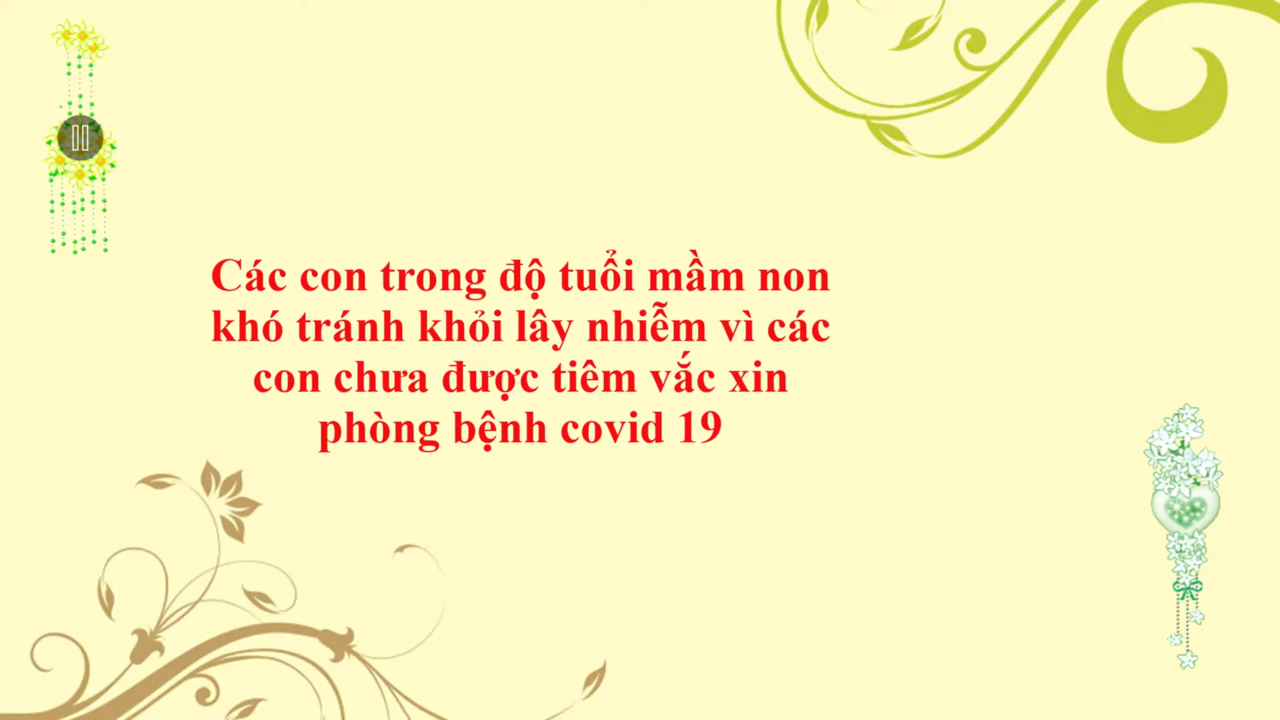 Các con trong độ tuổi mầm non
khó tránh khỏi lây nhiễm vì các
con chưa được tiêm vắc xin
phòng bệnh covid 19